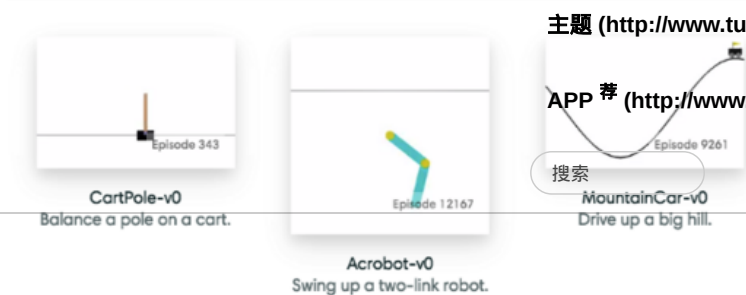 主题 (http://www.tu
APP 荐 (http://www.
Episode 343
Episode 9261
搜索
Episode 12167
CartPole-v0
Balance a pole on a cart.
MountainCar-v0
Drive up a big hill.
Acrobot-v0
Swing up a two-link robot.